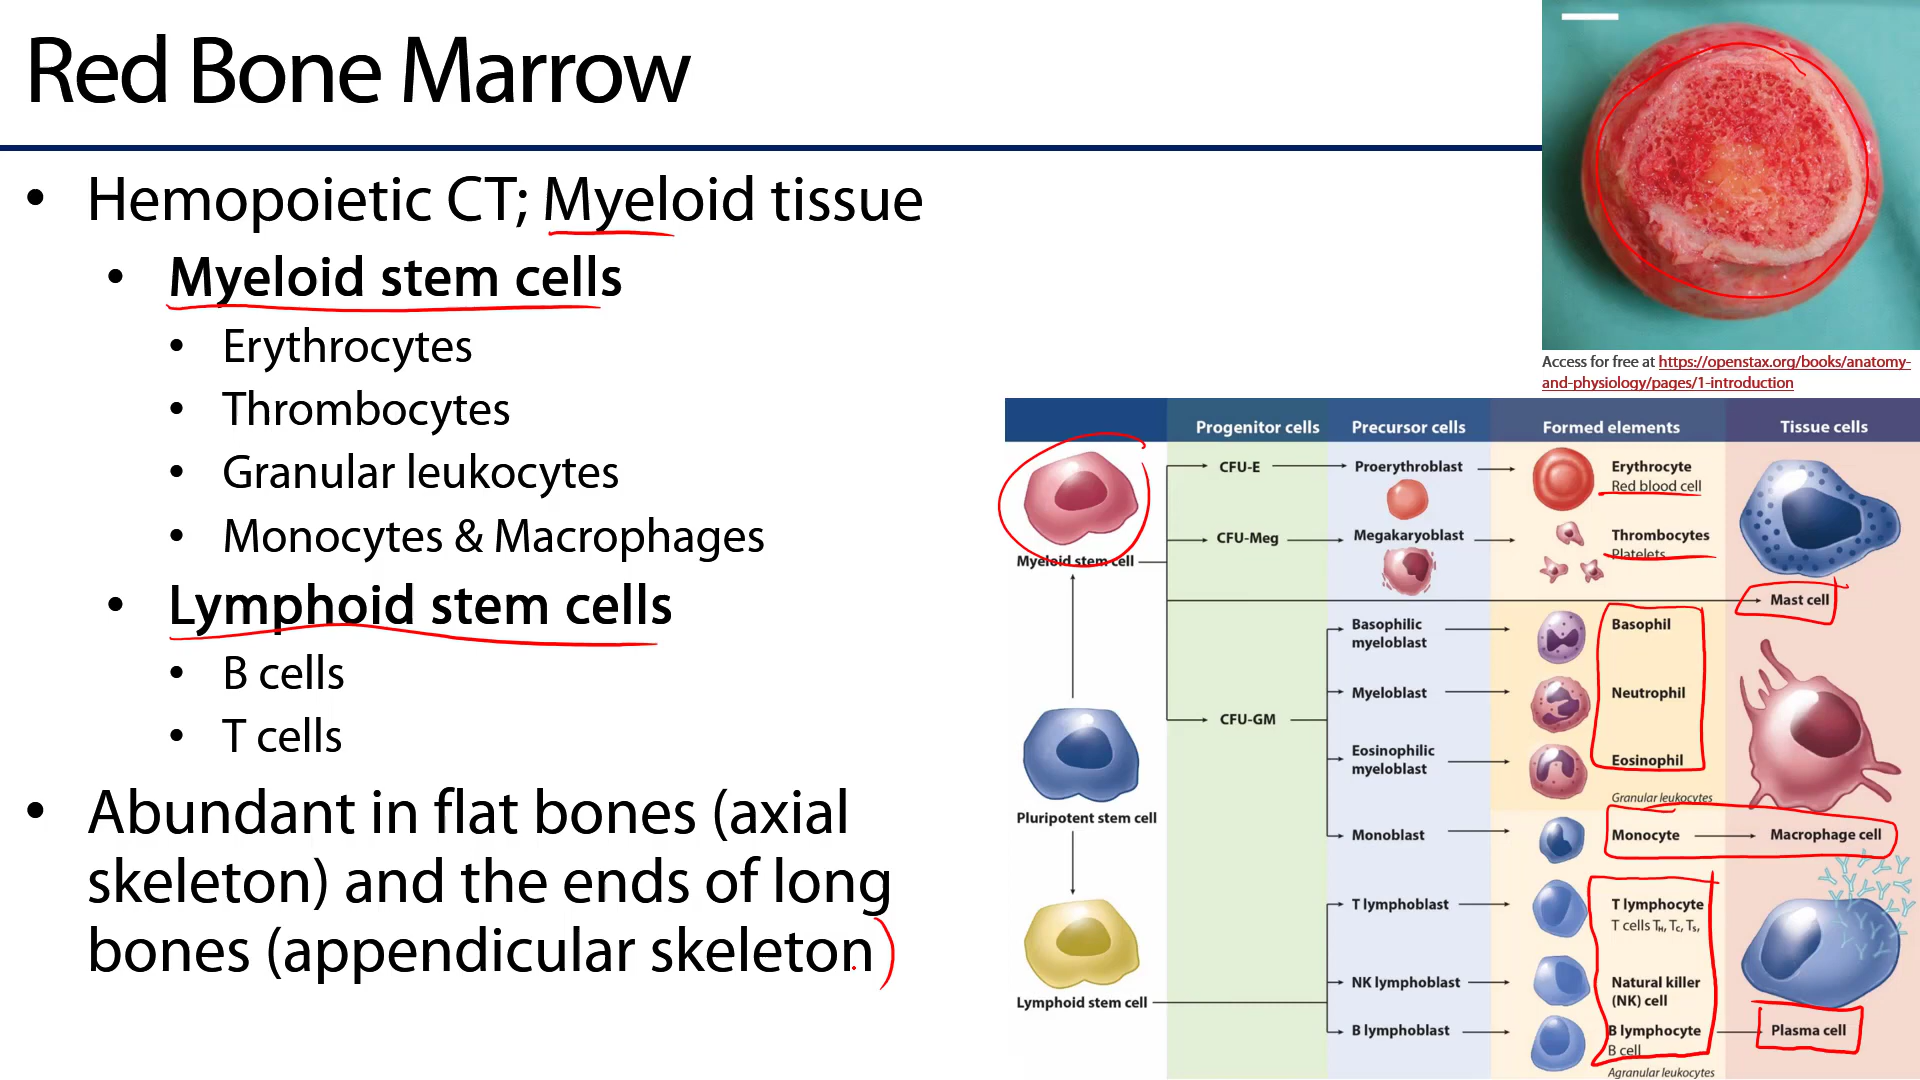 Red Bone Marrow
• Hemopoietic CT; Myeloid tissue
• Myeloid stem cells
• Erythrocytes
• Thrombocytes
• Granular leukocytes
• Monocytes & Macrophages
• Lymphoid stem cells
• B cells
• T cells
• Abundant in flat bones (axial
skeleton) and the ends of long
bones (appendicular skeleton)
Access for free at https://openstax.org/books/anatomy-
and-physiology/pages/1-introduction
Progenitor cells Precursor cells Formed elements Tissue cells
CFU-E Proerythroblast Erythrocyte
Red blood cell
CFU-Meg Megakaryoblast Thrombocytes
Platelets
Myeloid stem cell
Mast cell
Basophilic
myeloblast
Basophil
Myeloblast Neutrophil
CFU-GM
Eosinophilic
myeloblast
Eosinophil
Granular leukocytes
Pluripotent stem cell
Monoblast Monocyte Macrophage cell
T lymphoblast T lymphocyte
T cells TH, TC, TS,
NK lymphoblast Natural killer
(NK) cell
Lymphoid stem cell
B lymphoblast B lymphocyte Plasma cell
B cell
Agranular leukocytes